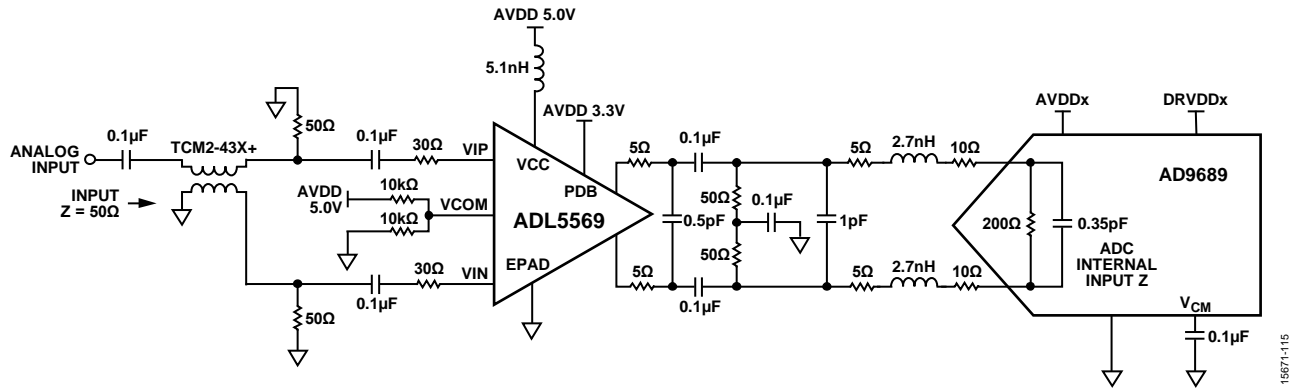 AVDD 5.0V
5.1nH
AVDD 3.3V
AVDDx
DRVDDx
50Ω
0.1µF
TCM2-43X+
0.1µF
30Ω
VIP
VCC
PDB
5Ω
0.1µF
5Ω
2.7nH
10Ω
AD9689
ANALOG
INPUT
INPUT
Z = 50Ω
AVDD
5.0V
10kΩ
10kΩ
VCOM
ADL5569
0.5pF
50Ω
0.1µF
50Ω
1pF
200Ω
0.35pF
ADC
INTERNAL
INPUT Z
50Ω
0.1µF
30Ω
VIN
EPAD
5Ω
0.1µF
5Ω
2.7nH
10Ω
VCM
0.1µF
15671-115